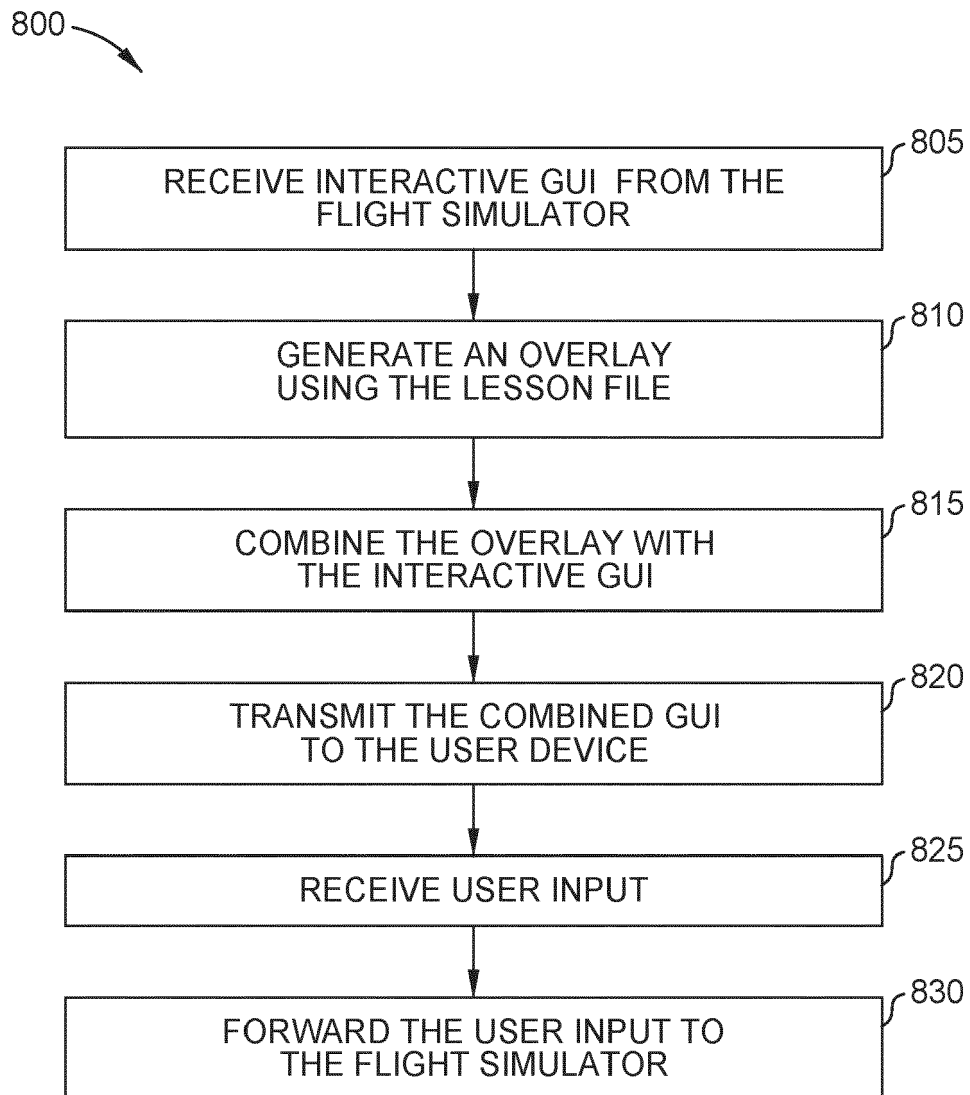 800
805
RECEIVE INTERACTIVE GUI FROM THE
FLIGHT SIMULATOR
810
GENERATE AN OVERLAY
USING THE LESSON FILE
815
COMBINE THE OVERLAY WITH
THE INTERACTIVE GUI
820
TRANSMIT THE COMBINED GUI
TO THE USER DEVICE
825
RECEIVE USER INPUT
830
FORWARD THE USER INPUT TO
THE FLIGHT SIMULATOR